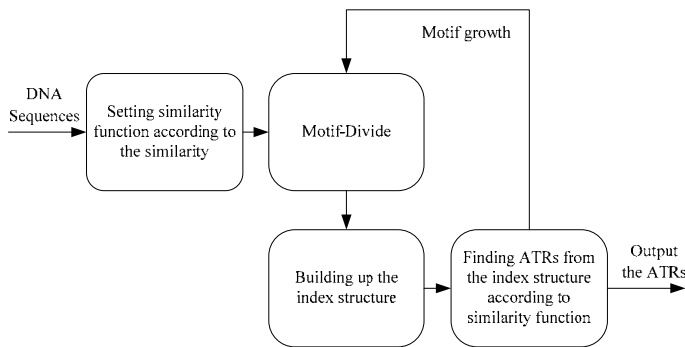 Motif growth
DNA
Sequences
Setting similarity
function according to
the similarity
Motif-Divide
Building up the
index structure
Finding ATRs from
the index structure
according to
similarity function
Output
the ATRs